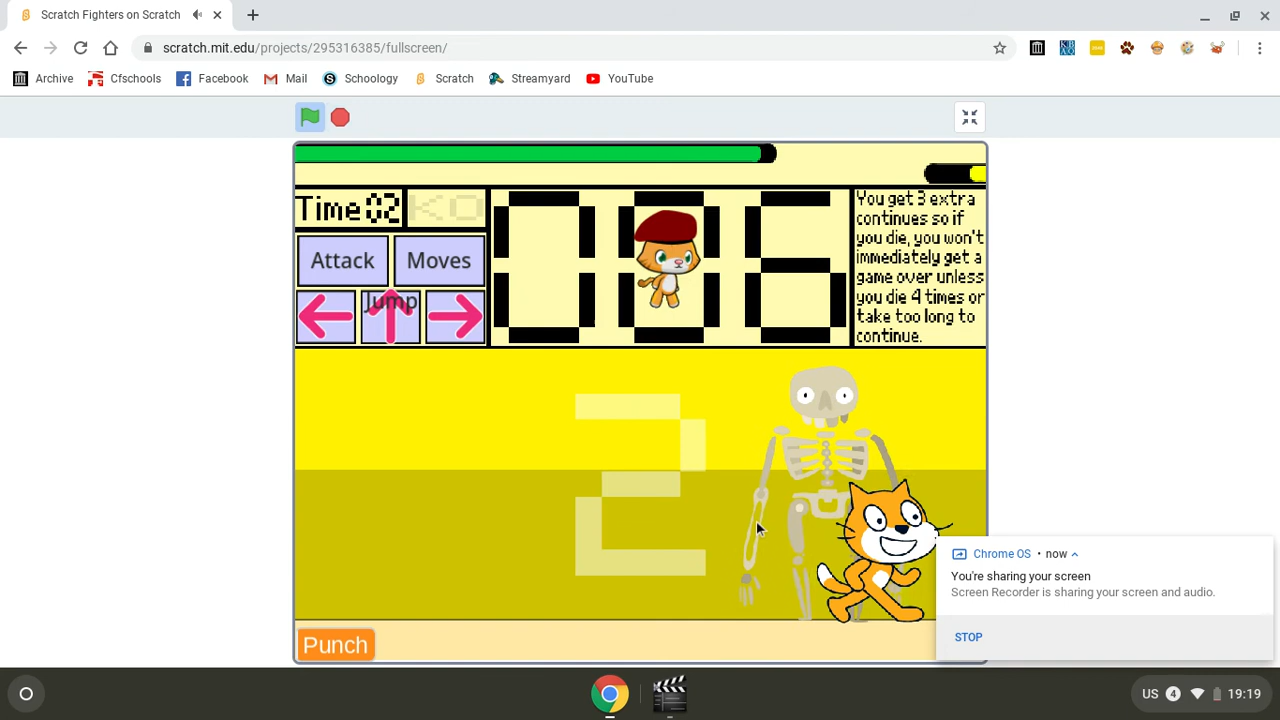 Scratch Fighters on Scratch
scratch.mit.edu/projects/295316385/fullscreen/
Archive Cfschools Facebook Mail Schoology Scratch Streamyard YouTube
Time 02 KO
Attack Moves
Jump
006
You get 3 extra
continues so if
you die, you won't
immediately get a
game over unless
you die 4 times or
take too long to
continue.
2
Chrome OS • now
You're sharing your screen
Screen Recorder is sharing your screen and audio.
STOP
Punch
US 4 19:19